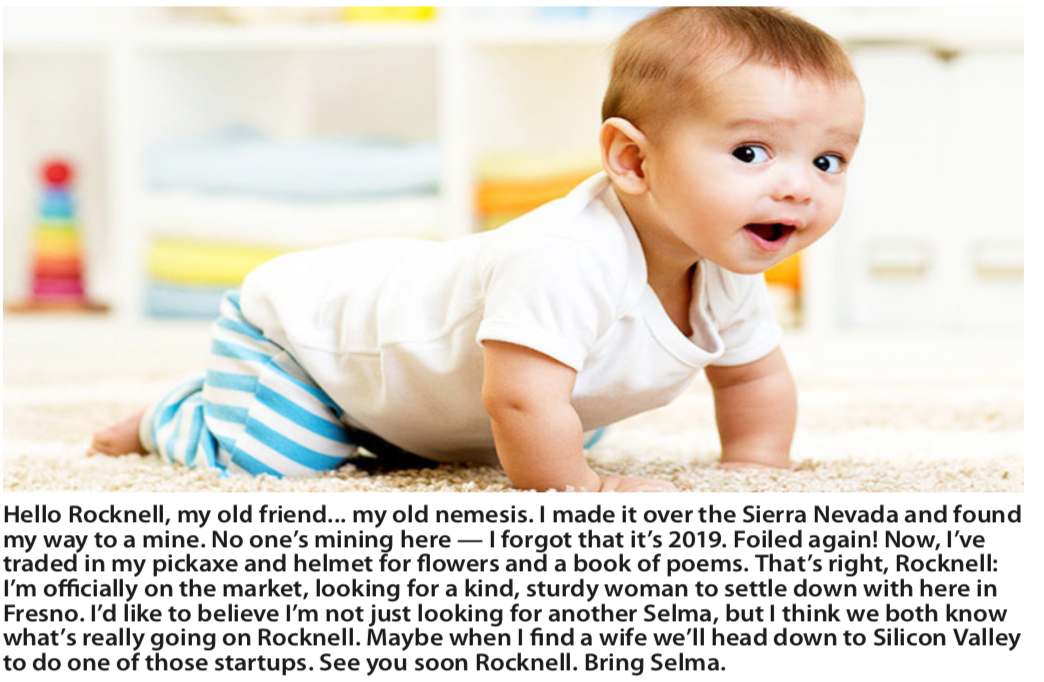 Hello Rocknell, my old friend... my old nemesis. I made it over the Sierra Nevada and found
my way to a mine. No one's mining here — I forgot that it's 2019. Foiled again! Now, I've
traded in my pickaxe and helmet for flowers and a book of poems. That's right, Rocknell:
I'm officially on the market, looking for a kind, sturdy woman to settle down with here in
Fresno. I'd like to believe I'm not just looking for another Selma, but I think we both know
what's really going on Rocknell. Maybe when I find a wife we'll head down to Silicon Valley
to do one of those startups. See you soon Rocknell. Bring Selma.